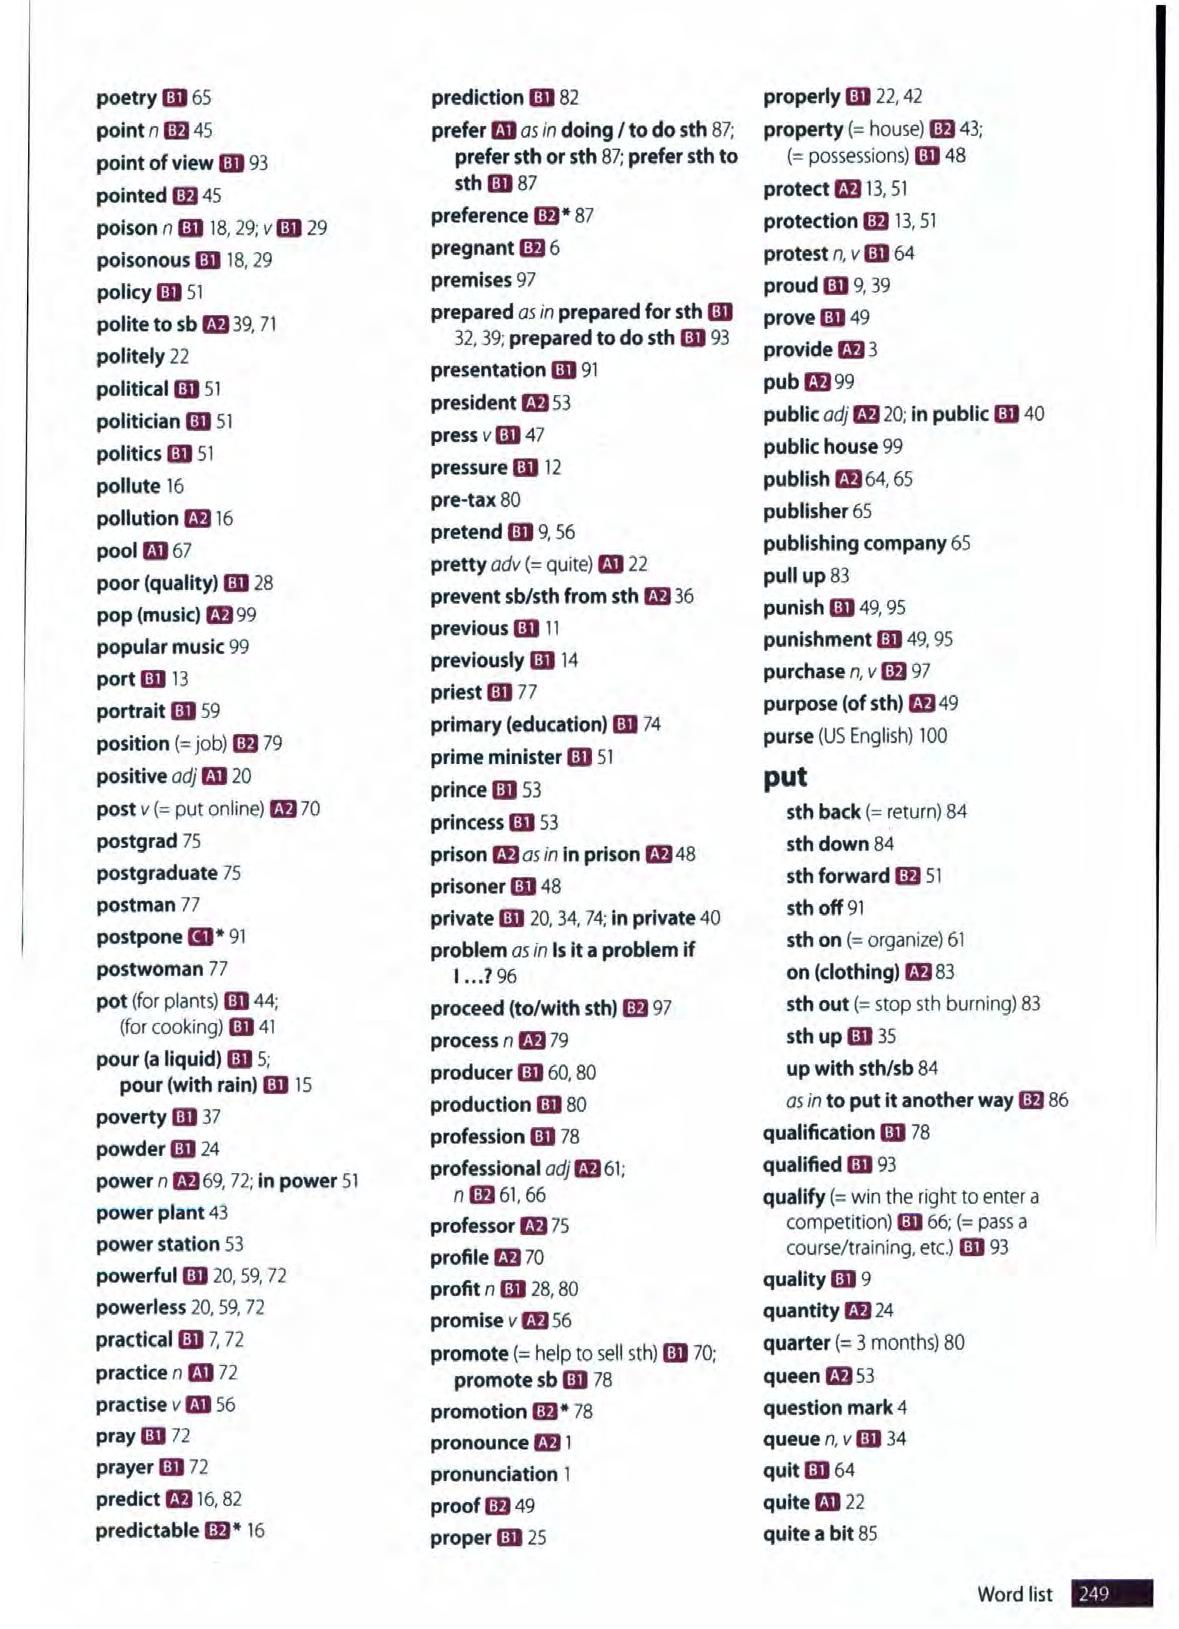 poetry B1 65
point n B2 45
point of view B1 93
pointed B2 45
poison n B1 18, 29; v B1 29
poisonous B1 18, 29
policy B1 51
polite to sb A2 39, 71
politely 22
political B1 51
politician B1 51
politics B1 51
pollute 16
pollution A2 16
pool A1 67
poor (quality) B1 28
pop (music) A2 99
popular music 99
port B1 13
portrait B1 59
position (= job) B2 79
positive adj A1 20
post v (= put online) A2 70
postgrad 75
postgraduate 75
postman 77
postpone C1* 91
postwoman 77
pot (for plants) B1 44;
(for cooking) B1 41
pour (a liquid) B1 5;
pour (with rain) B1 15
poverty B1 37
powder B1 24
power n A2 69, 72; in power 51
power plant 43
power station 53
powerful B1 20, 59, 72
powerless 20, 59, 72
practical B1 7, 72
practice n A1 72
practise v A1 56
pray B1 72
prayer B1 72
predict A2 16, 82
predictable B2* 16
prediction B1 82
prefer A1 as in doing / to do sth 87;
prefer sth or sth 87; prefer sth to
sth B1 87
preference B2* 87
pregnant B2 6
premises 97
prepared as in prepared for sth B1
32, 39; prepared to do sth B1 93
presentation B1 91
president A2 53
press v B1 47
pressure B1 12
pre-tax 80
pretend B1 9, 56
pretty adv (= quite) A1 22
prevent sb/sth from sth A2 36
previous B1 11
previously B1 14
priest B1 77
primary (education) B1 74
prime minister B1 51
prince B1 53
princess B1 53
prison A2 as in in prison A2 48
prisoner B1 48
private B1 20, 34, 74; in private 40
problem as in Is it a problem if
I ...? 96
proceed (to/with sth) B2 97
process n A2 79
producer B1 60, 80
production B1 80
profession B1 78
professional adj A2 61;
n B2 61, 66
professor A2 75
profile A2 70
profit n B1 28, 80
promise v A2 56
promote (= help to sell sth) B1 70;
promote sb B1 78
promotion B2* 78
pronounce A2 1
pronunciation 1
proof B2 49
proper B1 25
properly B1 22, 42
property (= house) B2 43;
(= possessions) B1 48
protect A2 13, 51
protection B2 13, 51
protest n, v B1 64
proud B1 9, 39
prove B1 49
provide A2 3
pub A2 99
public adj A2 20; in public B1 40
public house 99
publish A2 64, 65
publisher 65
publishing company 65
pull up 83
punish B1 49, 95
punishment B1 49, 95
purchase n, v B2 97
purpose (of sth) A2 49
purse (US English) 100
put
sth back (= return) 84
sth down 84
sth forward B2 51
sth off 91
sth on (= organize) 61
on (clothing) A2 83
sth out (= stop sth burning) 83
sth up B1 35
up with sth/sb 84
as in to put it another way B2 86
qualification B1 78
qualified B1 93
qualify (= win the right to enter a
competition) B1 66; (= pass a
course/training, etc.) B1 93
quality B1 9
quantity A2 24
quarter (= 3 months) 80
queen A2 53
question mark 4
queue n, v B1 34
quit B1 64
quite A1 22
quite a bit 85
Word list 249